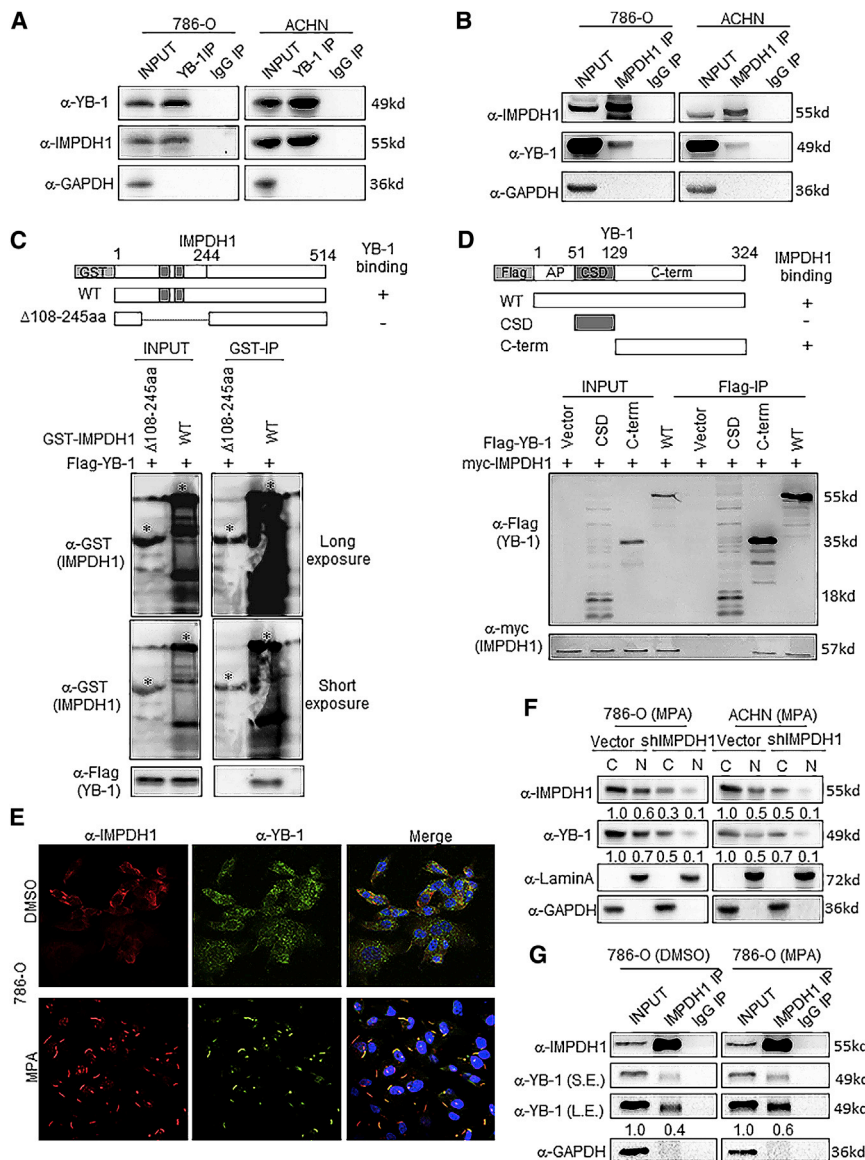 A
786-O ACHN
INPUT YB-1IP IgG IP INPUT YB-1 IP IgG IP
α-YB-1 49kd
α-IMPDH1 55kd
α-GAPDH 36kd
B
786-O ACHN
INPUT IMPDH1 IP IgG IP INPUT IMPDH1 IP IgG IP
α-IMPDH1 55kd
α-YB-1 49kd
α-GAPDH 36kd
C
IMPDH1
1 244 514
YB-1 binding
GST
WT +
Δ108-245aa -
INPUT GST-IP
GST-IMPDH1 Δ108-245aa WT Δ108-245aa WT
Flag-YB-1 + + + +
* * * *
α-GST (IMPDH1) Long exposure
* * * *
α-GST (IMPDH1) Short exposure
α-Flag (YB-1)
D
YB-1
1 51 129 324
IMPDH1 binding
Flag AP CSD C-term
WT +
CSD -
C-term +
INPUT Flag-IP
Flag-YB-1 Vector CSD C-term WT Vector CSD C-term WT
myc-IMPDH1 + + + + + + + +
α-Flag (YB-1) 55kd
35kd
18kd
α-myc (IMPDH1) 57kd
E
α-IMPDH1 α-YB-1 Merge
786-O
DMSO
MPA
F
786-O (MPA) ACHN (MPA)
Vector shIMPDH1 Vector shIMPDH1
C N C N C N C N
α-IMPDH1 55kd
1.0 0.6 0.3 0.1 1.0 0.5 0.5 0.1
α-YB-1 49kd
1.0 0.7 0.5 0.1 1.0 0.5 0.7 0.1
α-LaminA 72kd
α-GAPDH 36kd
G
786-O (DMSO) 786-O (MPA)
INPUT IMPDH1 IP IgG IP INPUT IMPDH1 IP IgG IP
α-IMPDH1 55kd
α-YB-1 (S.E.) 49kd
α-YB-1 (L.E.) 49kd
1.0 0.4 1.0 0.6
α-GAPDH 36kd